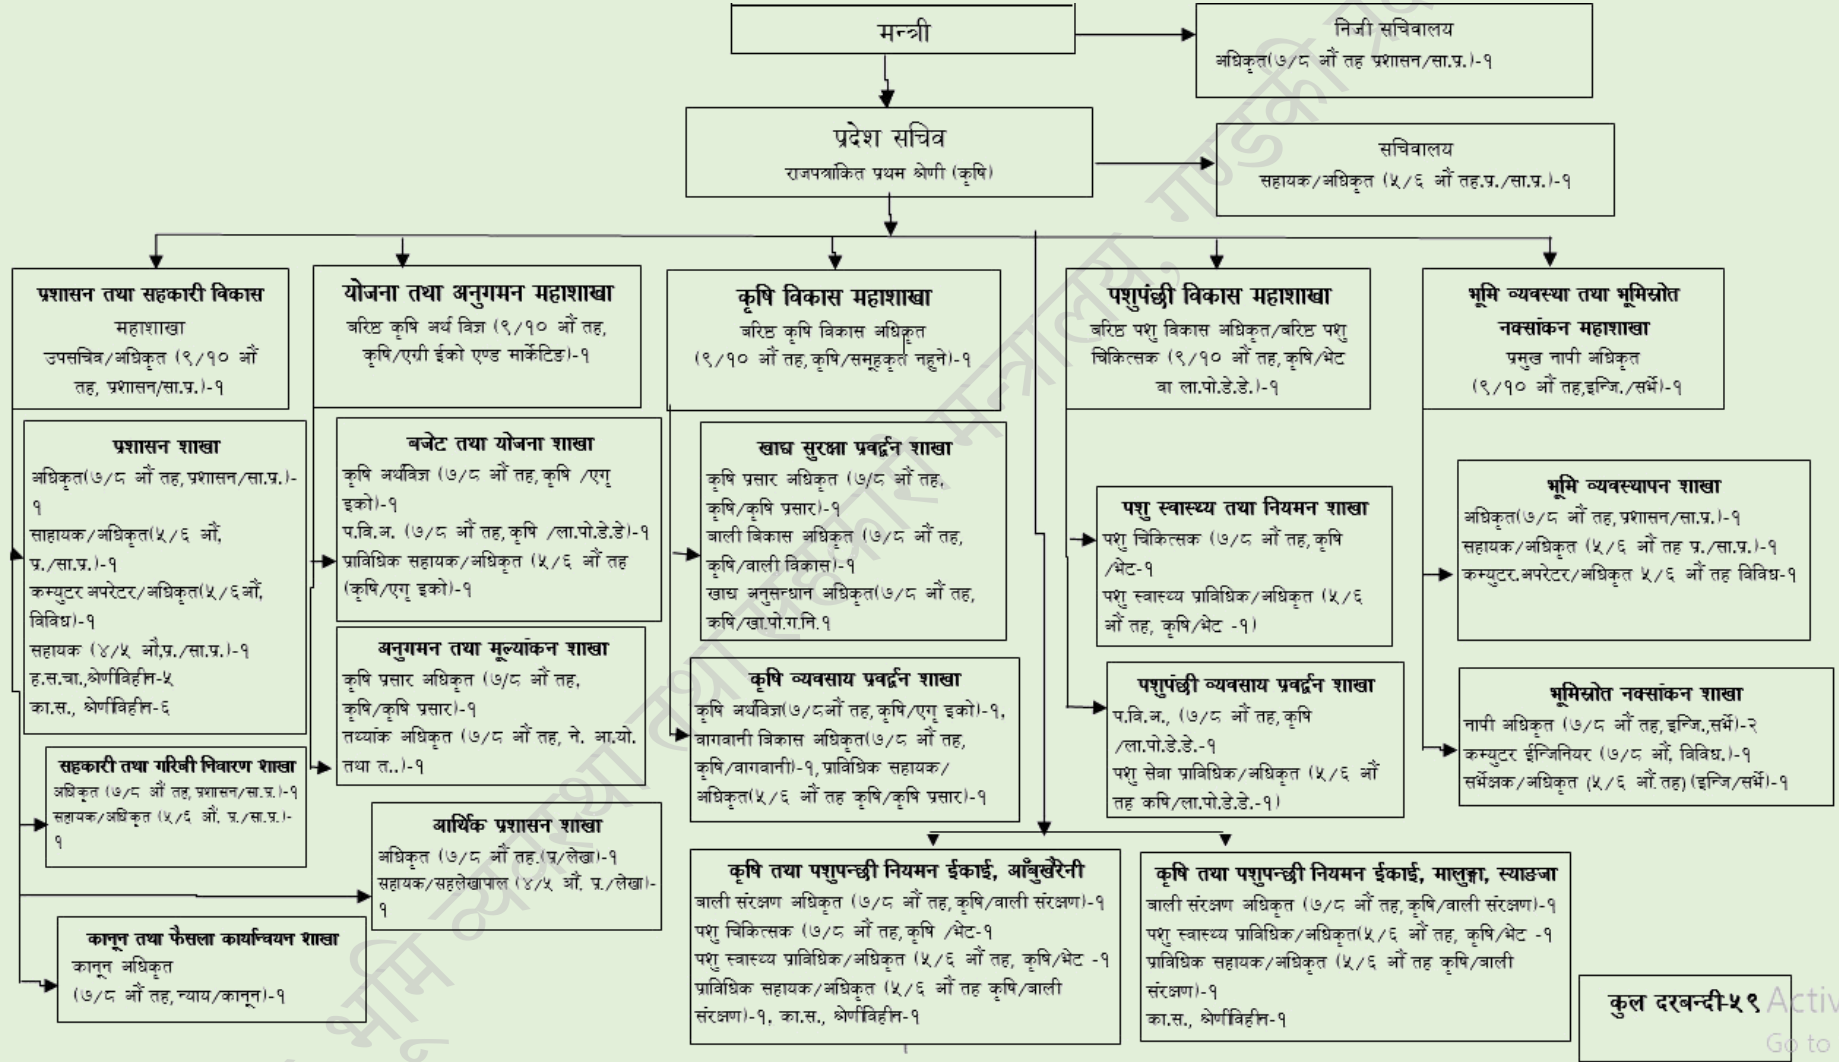 मन्त्री
निजी सचिवालय
अधिकृत(७/८ औं तह प्रशासन/सा.प्र.)-१
प्रदेश सचिव
राजपत्रांकित प्रथम श्रेणी (कृषि)
सचिवालय
सहायक/अधिकृत (५/६ औं तह.प्र./सा.प्र.)-१
प्रशासन तथा सहकारी विकास
महाशाखा
उपसचिव/अधिकृत (९/१० औं
तह, प्रशासन/सा.प्र.)-१
योजना तथा अनुगमन महाशाखा
बरिष्ठ कृषि अर्थ विज्ञ (९/१० औं तह,
कृषि/एग्री ईको एण्ड मार्केटिङ)-१
कृषि विकास महाशाखा
बरिष्ठ कृषि विकास अधिकृत
(९/१० औं तह,कृषि/समूहकृत नहुने)-१
पशुपंछी विकास महाशाखा
बरिष्ठ पशु विकास अधिकृत/बरिष्ठ पशु
चिकित्सक (९/१० औं तह,कृषि/भेट
वा ला.पो.डे.डे.)-१
भूमि व्यवस्था तथा भूमिस्रोत
नक्सांकन महाशाखा
प्रमुख नापी अधिकृत
(९/१० औं तह,इन्जि./सर्भे)-१
प्रशासन शाखा
अधिकृत(७/८ औं तह,प्रशासन/सा.प्र.)-
१
साहायक/अधिकृत(५/६ औं,
प्र./सा.प्र.)-१
कम्युटर अपरेटर/अधिकृत(५/६औं,
विविध)-१
सहायक (४/५ औ,प्र./सा.प्र.)-१
ह.स.चा.,श्रेणीविहीन-५
का.स., श्रेणीविहीन-६
सहकारी तथा गरिबी निवारण शाखा
अधिकृत (७/८ औं तह, प्रशासन/सा.प्र.)-१
सहायक/अधिकृत (५/६ औं. प्र./सा.प्र.)-
१
कानून तथा फैसला कार्यान्वयन शाखा
कानून अधिकृत
(७/८ औं तह,न्याय/कानून)-१
बजेट तथा योजना शाखा
कृषि अर्थविज्ञ (७/८ औं तह,कृषि /एगृ
इको)-१
प.वि.अ. (७/८ औं तह,कृषि /ला.पो.डे.डे)-१
प्राविधिक सहायक/अधिकृत (५/६ औं तह
(कृषि/एगृ इको)-१
अनुगमन तथा मूल्यांकन शाखा
कृषि प्रसार अधिकृत (७/८ औं तह,
कृषि/कृषि प्रसार)-१
तथ्यांक अधिकृत (७/८ औं तह, ने. आ.यो.
तथा त..)-१
आर्थिक प्रशासन शाखा
अधिकृत (७/८ औं तह.(प्र/लेखा)-१
सहायक/सहलेखापाल (४/५ औं. प्र./लेखा)-
१
खाद्य सुरक्षा प्रवर्द्धन शाखा
कृषि प्रसार अधिकृत (७/८ औं तह,
कृषि/कृषि प्रसार)-१
बाली बिकास अधिकृत (७/८ औं तह,
कृषि/वाली विकास)-१
खाद्य अनुसन्धान अधिकृत(७/८ औं तह,
कषि/खा.पो.ग.नि.१
कृषि व्यवसाय प्रवर्द्धन शाखा
कृषि अर्थविज्ञ(७/८औं तह,कृषि/एगृ इको)-१,
वागवानी विकास अधिकृत(७/८ औं तह,
कृषि/वागवानी)-१,प्राविधिक सहायक/
अधिकृत(५/६ औं तह कृषि/कृषि प्रसार)-१
पशु स्वास्थ्य तथा नियमन शाखा
पशु चिकित्सक (७/८ औं तह,कृषि
/भेट-१
पशु स्वास्थ्य प्राविधिक/अधिकृत (५/६
औं तह, कृषि/भेट -१)
पशुपंछी व्यवसाय प्रवर्द्धन शाखा
प.वि.अ., (७/८ औं तह,कृषि
/ला.पो.डे.डे.-१
पशु सेवा प्राविधिक/अधिकृत (५/६ औं
तह कषि/ला.पो.डे.डे.-१)
भूमि व्यवस्थापन शाखा
अधिकृत(७/८ औं तह,प्रशासन/सा.प्र.)-१
सहायक/अधिकृत (५/६ औं तह प्र./सा.प्र.)-१
कम्युटर.अपरेटर/अधिकृत ५/६ औं तह विविध-१
भूमिस्रोत नक्सांकन शाखा
नापी अधिकृत (७/८ औं तह,इन्जि.,सर्भे)-२
कम्युटर ईन्जिनियर (७/८ औं, विविध.)-१
सर्भेक्षक/अधिकृत (५/६ औं तह)(इन्जि/सर्भे)-१
कृषि तथा पशुपन्छी नियमन ईकाई, आँबुखैरेनी
बाली संरक्षण अधिकृत (७/८ औं तह,कृषि/वाली संरक्षण)-१
पशु चिकित्सक (७/८ औं तह,कृषि /भेट-१
पशु स्वास्थ्य प्राविधिक/अधिकृत (५/६ औं तह, कृषि/भेट -१
प्राविधिक सहायक/अधिकृत (५/६ औं तह कृषि/बाली
संरक्षण)-१, का.स., श्रेणीविहीन-१
कृषि तथा पशुपन्छी नियमन ईकाई, मालुङ्गा, स्याङजा
बाली संरक्षण अधिकृत (७/८ औं तह,कृषि/वाली संरक्षण)-१
पशु स्वास्थ्य प्राविधिक/अधिकृत(५/६ औं तह, कृषि/भेट -१
प्राविधिक सहायक/अधिकृत (५/६ औं तह कृषि/बाली
संरक्षण)-१
का.स., श्रेणीविहीन-१
कुल दरबन्दी-५९
भूमि व्यवस्था तथा सहकारी मन्त्रालय, गण्डकी
Go to